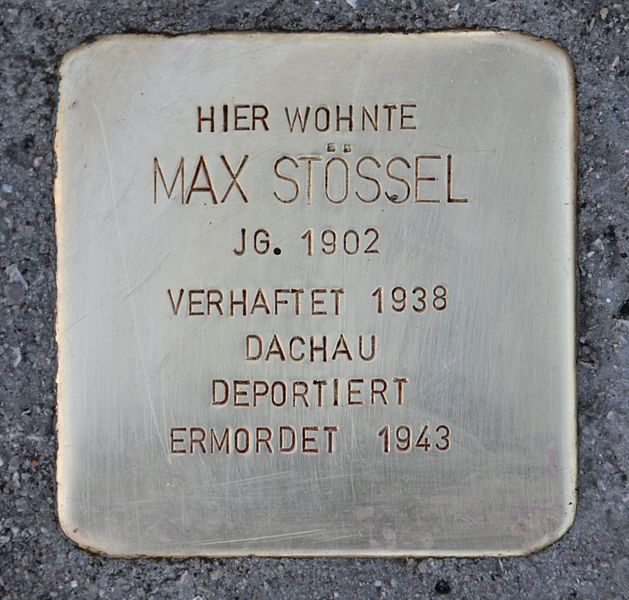 HIER WOHNTE
MAX STÖSSEL
JG. 1902
VERHAFTET 1938
DACHAU
DEPORTIERT
ERMORDET 1943